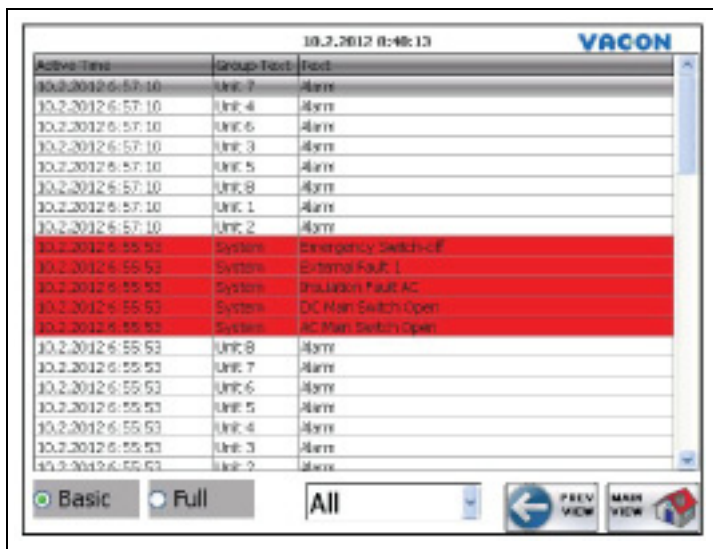 10.2.2012 8:48:13 VACON
Active Time Group Text Text
10.2.2012 6:57:10 Unit 7 Alarm
10.2.2012 6:57:10 Unit 4 Alarm
10.2.2012 6:57:10 Unit 6 Alarm
10.2.2012 6:57:10 Unit 3 Alarm
10.2.2012 6:57:10 Unit 5 Alarm
10.2.2012 6:57:10 Unit 8 Alarm
10.2.2012 6:57:10 Unit 1 Alarm
10.2.2012 6:57:10 Unit 2 Alarm
10.2.2012 6:55:53 System Emergency Switch-off
10.2.2012 6:55:53 System External Fault 1
10.2.2012 6:55:53 System Insulation Fault AC
10.2.2012 6:55:53 System DC Main Switch Open
10.2.2012 6:55:53 System AC Main Switch Open
10.2.2012 6:55:53 Unit 8 Alarm
10.2.2012 6:55:53 Unit 7 Alarm
10.2.2012 6:55:53 Unit 6 Alarm
10.2.2012 6:55:53 Unit 5 Alarm
10.2.2012 6:55:53 Unit 4 Alarm
10.2.2012 6:55:53 Unit 3 Alarm
10.2.2012 6:55:53 Unit 2 Alarm
Basic Full All PREV VIEW MAIN VIEW